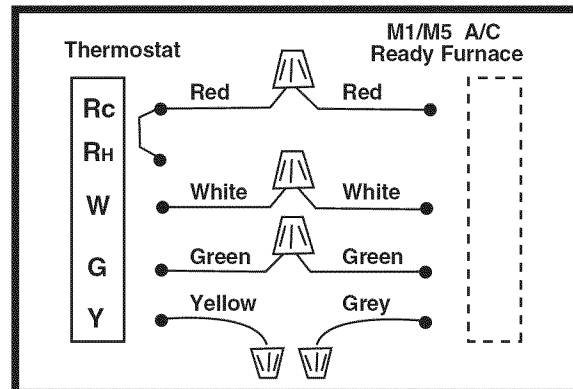 M1/M5 A/C
Thermostat Ready Furnace
Rc Red Red
RH
W White White
G Green Green
Y Yellow Grey